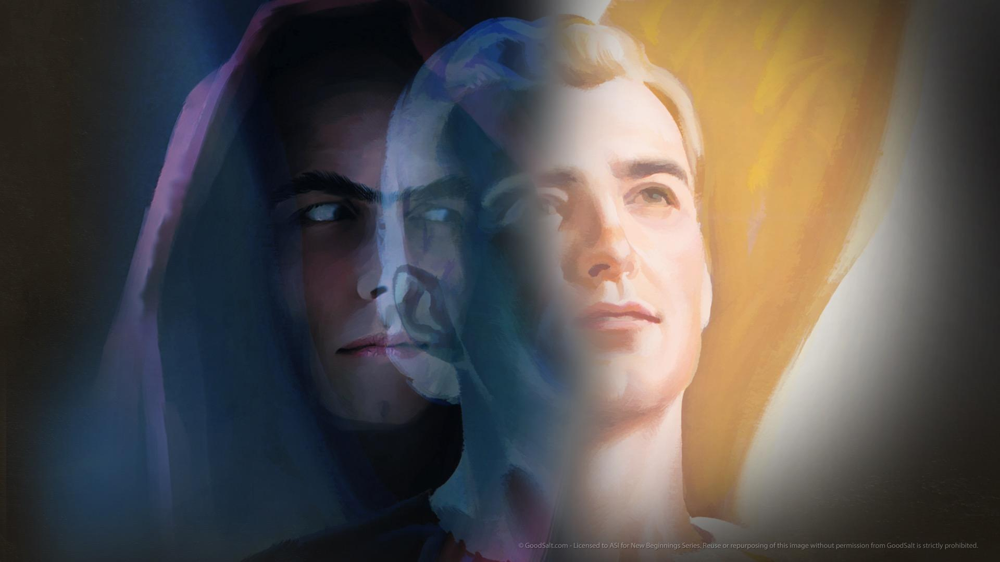 © GoodSalt.com - Licensed to ASI for New Beginnings Series. Reuse or repurposing of this image without permission from GoodSalt is strictly prohibited.